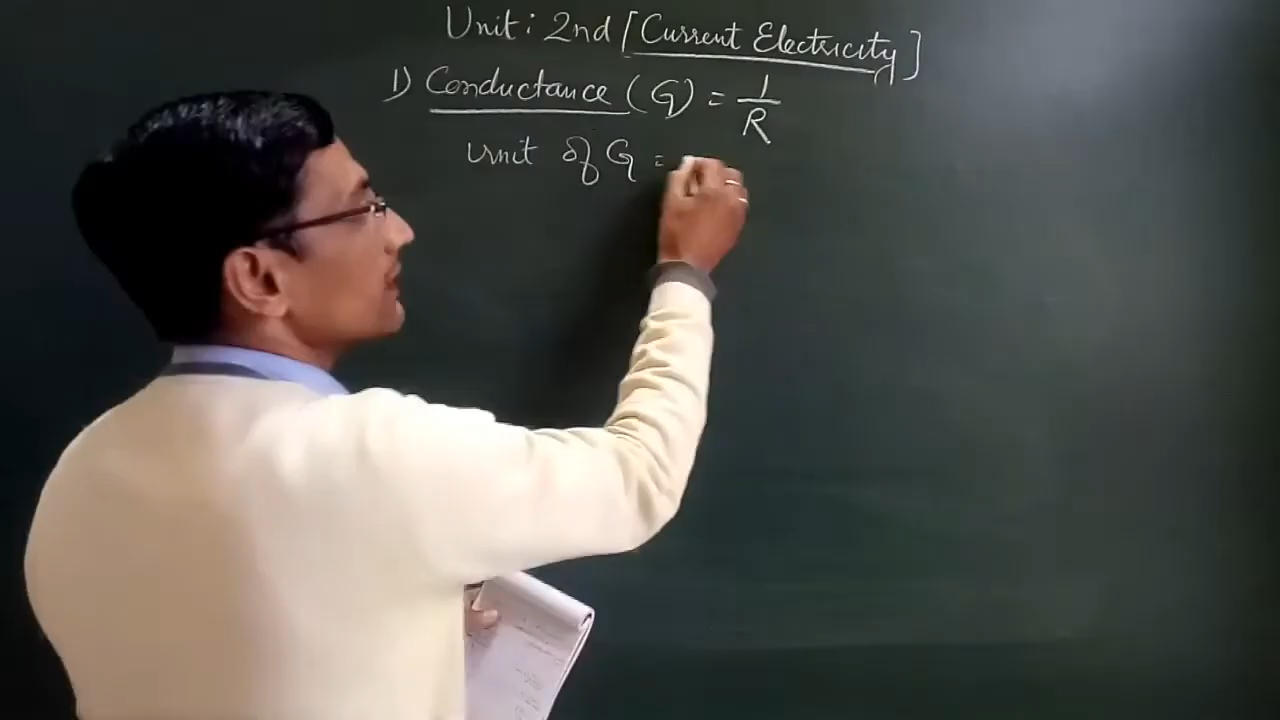 Unit: 2nd [Current Electricity]
1) Conductance (G) = 1/R
unit of G =